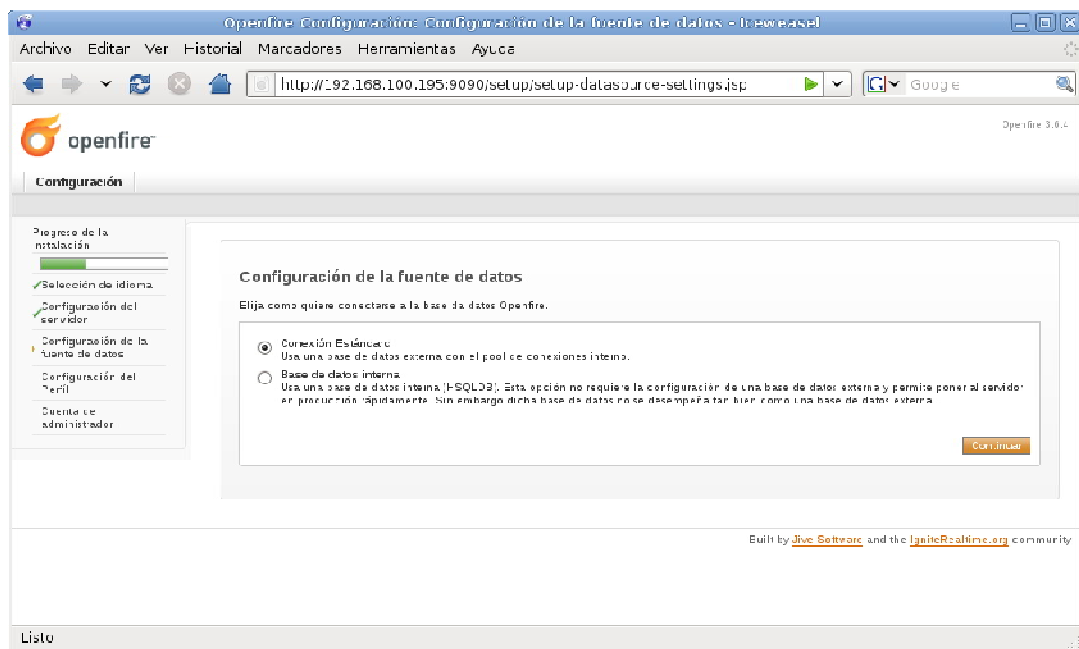 Openfire Configuración: Configuración de la fuente de datos - Iceweasel
Archivo Editar Ver Historial Marcadores Herramientas Ayuda
http://192.168.100.195:9090/setup/setup-datasource-settings.jsp
G Google
openfire™
Openfire 3.6.4
Configuración
Progreso de la
instalación
Selección de idioma
Configuración del
servidor
Configuración de la
fuente de datos
Configuración del
Perfíl
Cuenta de
administrador
Configuración de la fuente de datos
Elija como quiere conectarse a la base da datos Openfire.
Conexión Estándard
Usa una base de datos externa con el pool de conexiones interno.
Base de datos interna
Usa una base de datos interna (HSQLDB). Esta opción no requiere la configuración de una base de datos externa y permite poner al servidor
en producción rápidamente. Sin embargo dicha base de datos no se desempeña tan bien como una base de datos externa.
Continuar
Built by Jive Software and the IgniteRealtime.org community
Listo